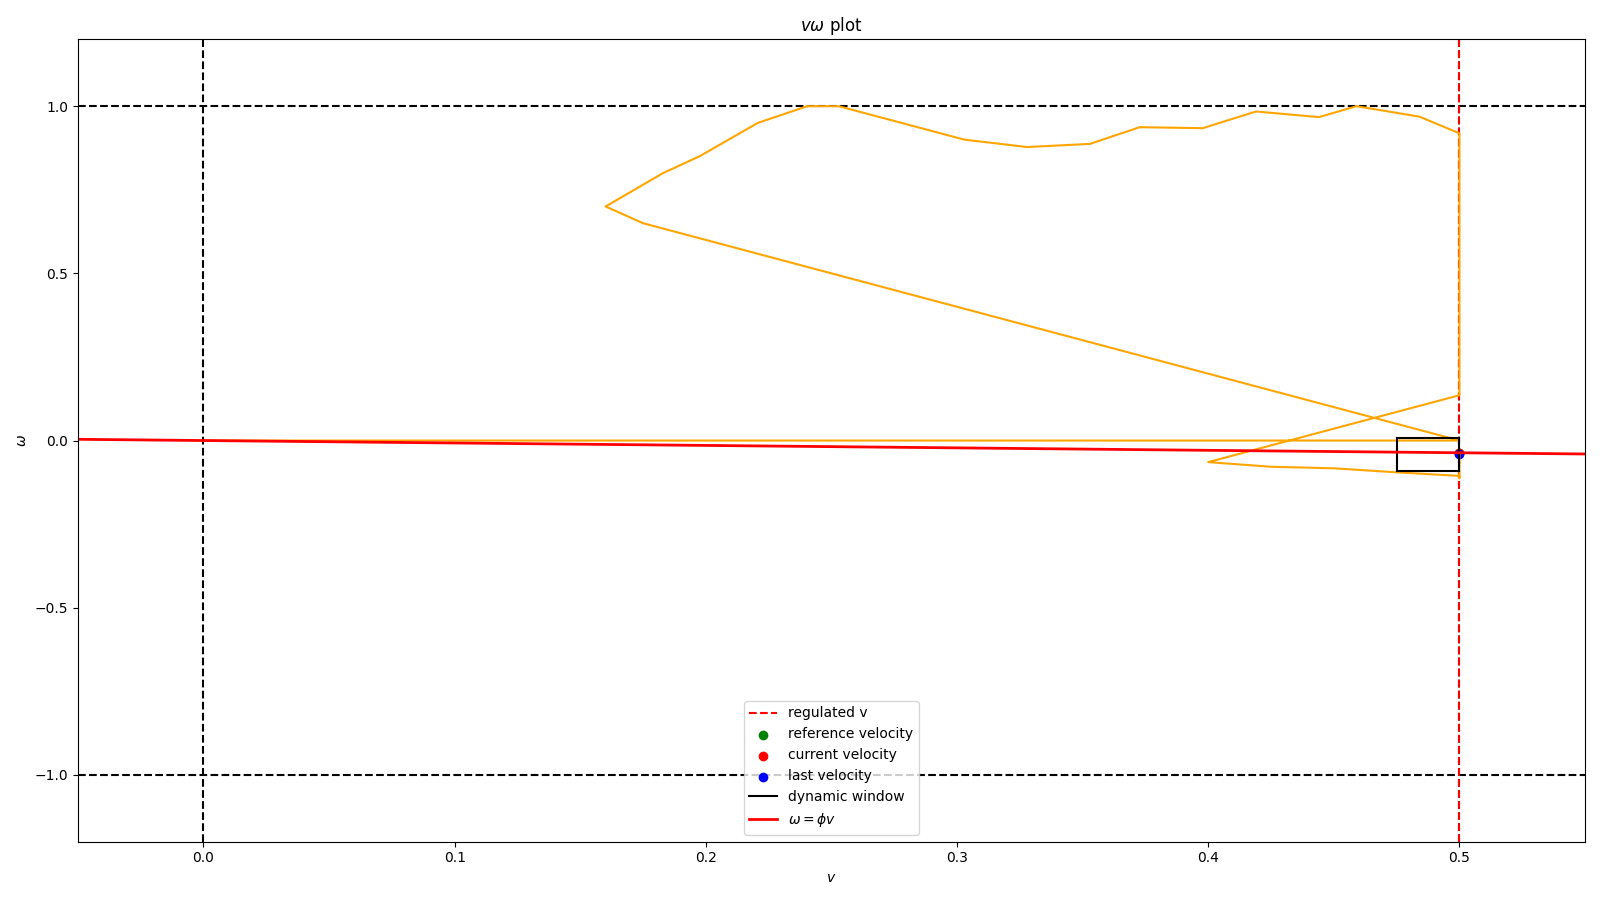 vω plot
1.0
0.5
0.0
−0.5
−1.0
ω
regulated v
reference velocity
current velocity
last velocity
dynamic window
ω = ϕv
0.0 0.1 0.2 0.3 0.4 0.5
v